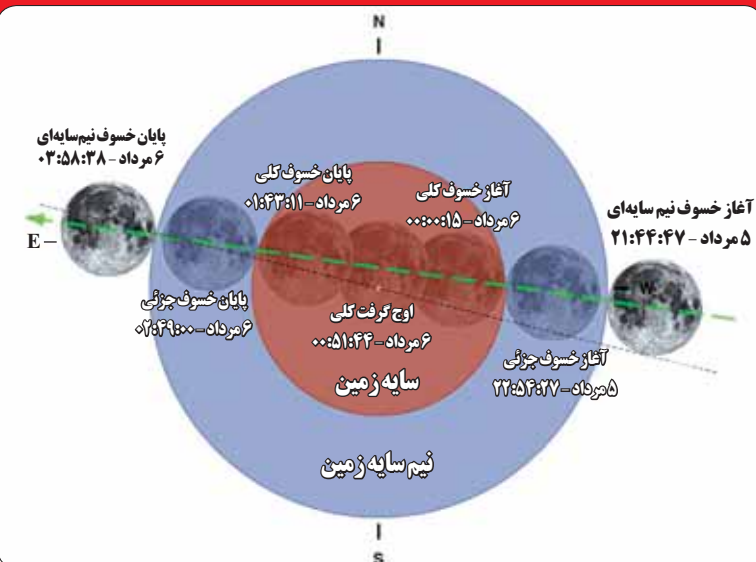 N
پایان خسوف نیم‌سایه‌ای
۶ مرداد – ۰۳:۵۸:۳۸
پایان خسوف کلی
۶ مرداد – ۰۱:۴۳:۱۱
آغاز خسوف کلی
۶ مرداد – ۰۰:۰۰:۱۵
آغاز خسوف نیم سایه‌ای
۵ مرداد – ۲۱:۴۴:۴۷
E –
– W
پایان خسوف جزئی
۶ مرداد – ۰۲:۴۹:۰۰
اوج گرفت کلی
۶ مرداد – ۰۰:۵۱:۴۴
آغاز خسوف جزئی
۵ مرداد – ۲۲:۵۴:۲۷
سایه زمین
نیم سایه زمین
S